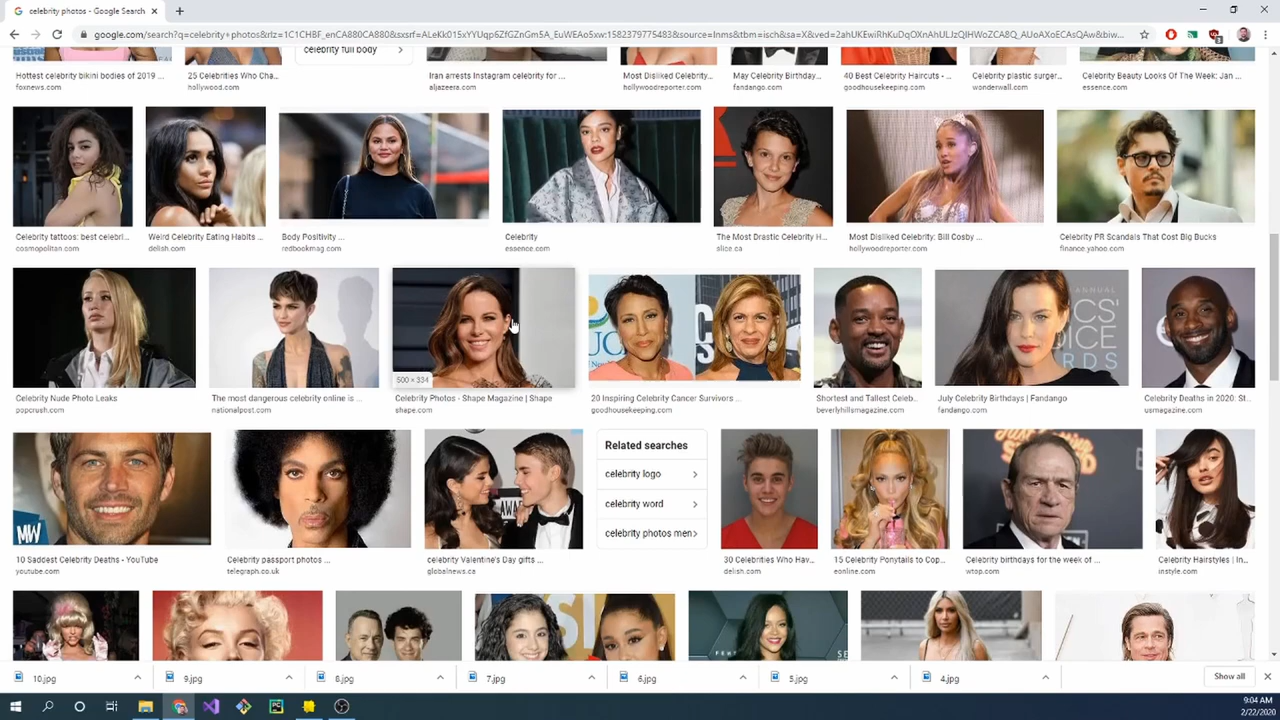 celebrity photos - Google Search
google.com/search?q=celebrity+photos&rlz=1C1CHBF_enCA880CA880&sxsrf=ALeKk015xYYUqp6ZfGZnGm5A_EuWEAo5xw:1582379775483&source=lnms&tbm=isch&sa=X&ved=2ahUKEwiRhKuDqOXnAhULJzQIHWoZCA8Q_AUoAXoECAsQAw&biw...
celebrity full body
Hottest celebrity bikini bodies of 2019 ...
foxnews.com
25 Celebrities Who Cha...
hollywood.com
Iran arrests Instagram celebrity for ...
aljazeera.com
Most Disliked Celebrity...
hollywoodreporter.com
May Celebrity Birthday...
fandango.com
40 Best Celebrity Haircuts - ...
goodhousekeeping.com
Celebrity plastic surger...
wonderwall.com
Celebrity Beauty Looks Of The Week: Jan ...
essence.com
Celebrity tattoos: best celebri...
cosmopolitan.com
Weird Celebrity Eating Habits ...
delish.com
Body Positivity ...
redbookmag.com
Celebrity
essence.com
The Most Drastic Celebrity H...
slice.ca
Most Disliked Celebrity: Bill Cosby ...
hollywoodreporter.com
Celebrity PR Scandals That Cost Big Bucks
finance.yahoo.com
500 × 334
ANNUAL
CS'
OICE
RDS
Celebrity Nude Photo Leaks
popcrush.com
The most dangerous celebrity online is ...
nationalpost.com
Celebrity Photos - Shape Magazine | Shape
shape.com
20 Inspiring Celebrity Cancer Survivors ...
goodhousekeeping.com
Shortest and Tallest Celeb...
beverlyhillsmagazine.com
July Celebrity Birthdays | Fandango
fandango.com
Celebrity Deaths in 2020: St...
usmagazine.com
MW
10 Saddest Celebrity Deaths - YouTube
youtube.com
Celebrity passport photos ...
telegraph.co.uk
celebrity Valentine's Day gifts ...
globalnews.ca
Related searches
celebrity logo
celebrity word
celebrity photos men
30 Celebrities Who Hav...
delish.com
15 Celebrity Ponytails to Cop...
eonline.com
Celebrity birthdays for the week of ...
wtop.com
Celebrity Hairstyles | In...
instyle.com
10.jpg
9.jpg
8.jpg
7.jpg
6.jpg
5.jpg
4.jpg
Show all
9:04 AM
2/22/2020